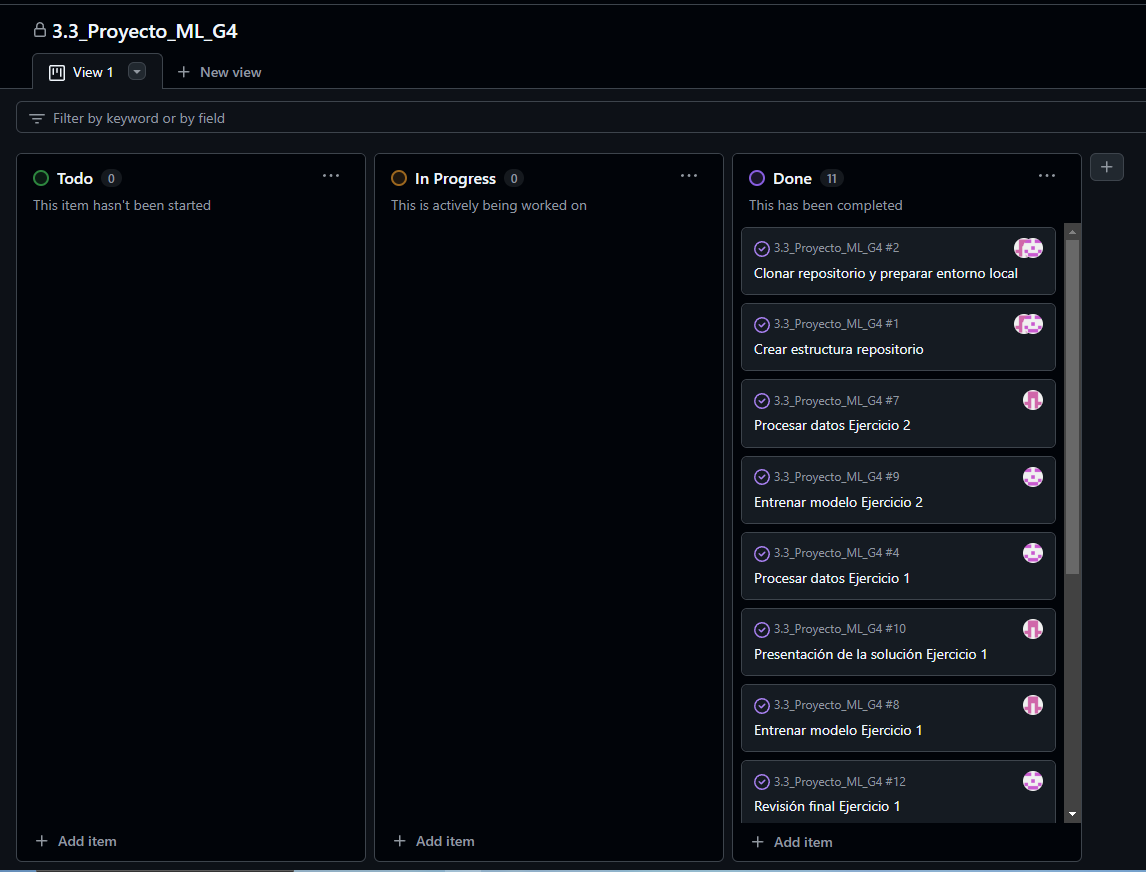 3.3_Proyecto_ML_G4
View 1
New view
Filter by keyword or by field
Todo 0
This item hasn't been started
Add item
In Progress 0
This is actively being worked on
Add item
Done 11
This has been completed
3.3_Proyecto_ML_G4 #2
Clonar repositorio y preparar entorno local
3.3_Proyecto_ML_G4 #1
Crear estructura repositorio
3.3_Proyecto_ML_G4 #7
Procesar datos Ejercicio 2
3.3_Proyecto_ML_G4 #9
Entrenar modelo Ejercicio 2
3.3_Proyecto_ML_G4 #4
Procesar datos Ejercicio 1
3.3_Proyecto_ML_G4 #10
Presentación de la solución Ejercicio 1
3.3_Proyecto_ML_G4 #8
Entrenar modelo Ejercicio 1
3.3_Proyecto_ML_G4 #12
Revisión final Ejercicio 1
Add item